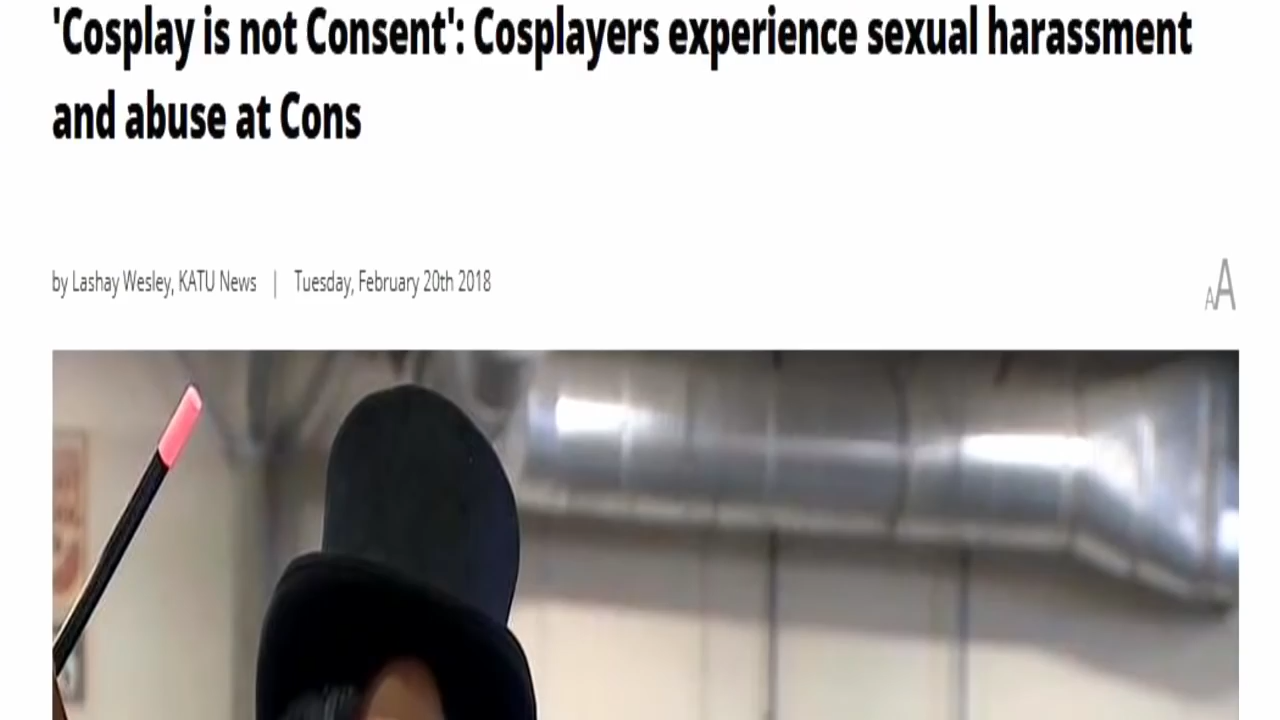 'Cosplay is not Consent': Cosplayers experience sexual harassment
and abuse at Cons
by Lashay Wesley, KATU News | Tuesday, February 20th 2018
AA